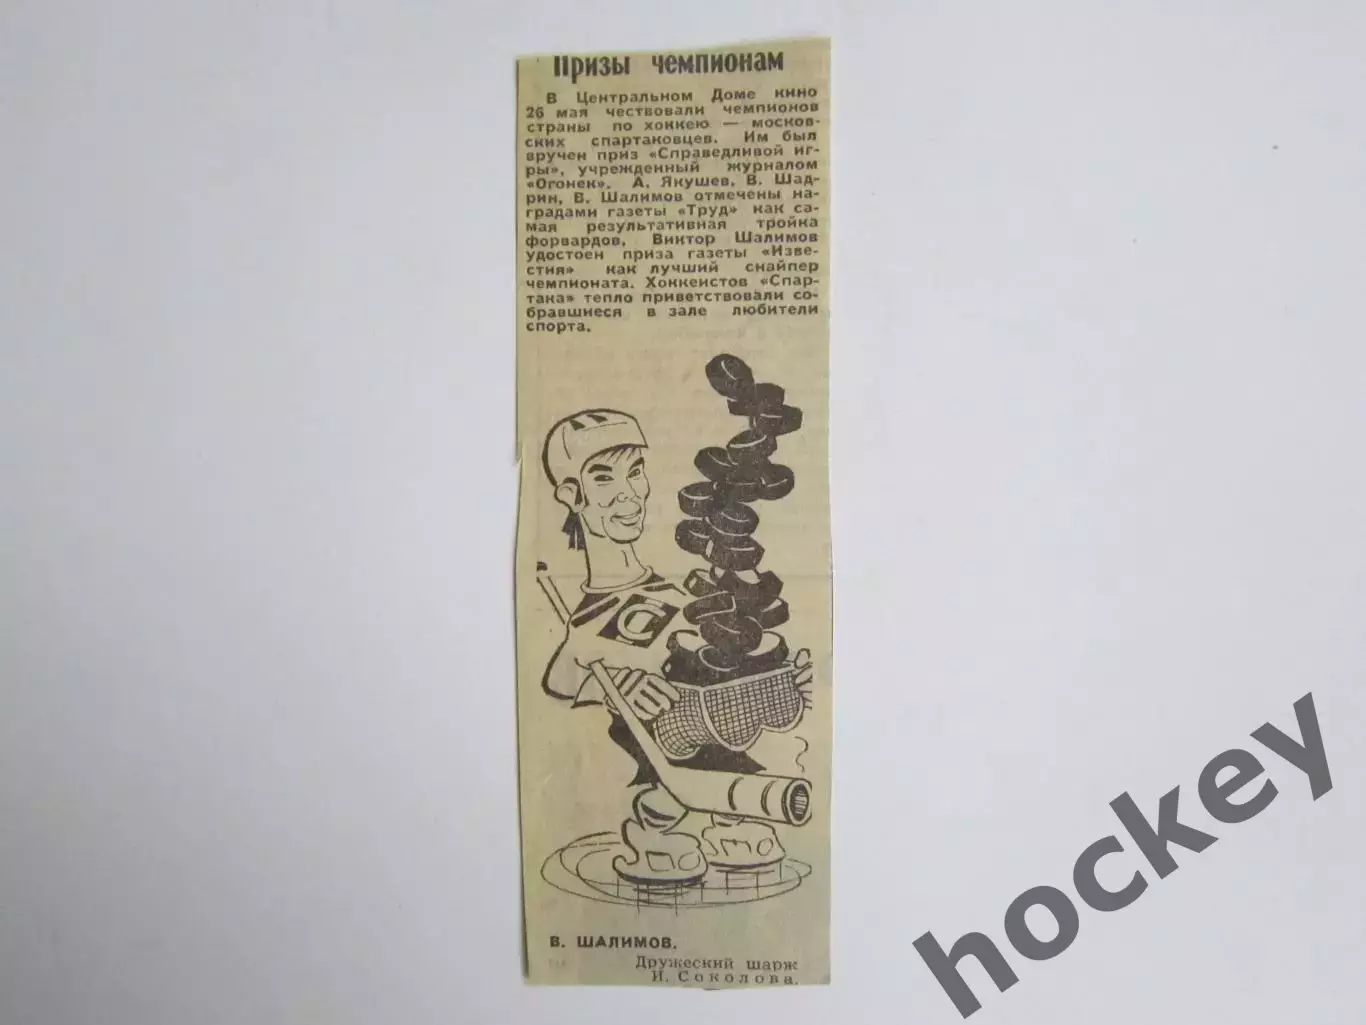 Призы чемпионам
В Центральном Доме кино
26 мая чествовали чемпионов
страны по хоккею — москов-
ских спартаковцев. Им был
вручен приз «Справедливой иг-
ры», учрежденный журналом
«Огонек». А. Якушев, В. Шад-
рин, В. Шалимов отмечены на-
градами газеты «Труд» как са-
мая результативная тройка
форвардов, Виктор Шалимов
удостоен приза газеты «Изве-
стия» как лучший снайпер
чемпионата. Хоккеистов «Спар-
така» тепло приветствовали со-
бравшиеся в зале любители
спорта.
С
В. ШАЛИМОВ.
Дружеский шарж
И. Соколова.
hockey